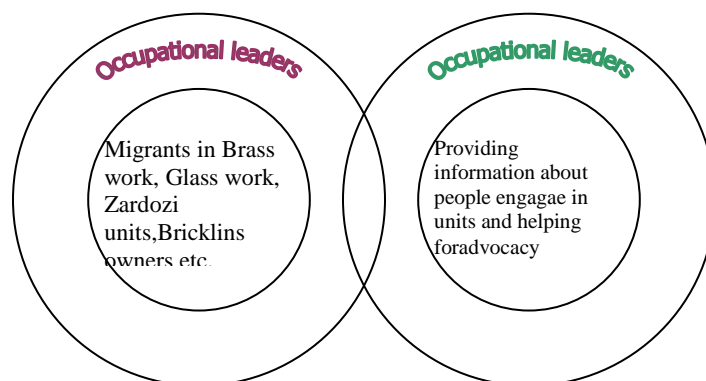 Occupational leaders
Migrants in Brass
work, Glass work,
Zardozi
units,Bricklins
owners etc.
Occupational leaders
Providing
information about
people engagae in
units and helping
foradvocacy